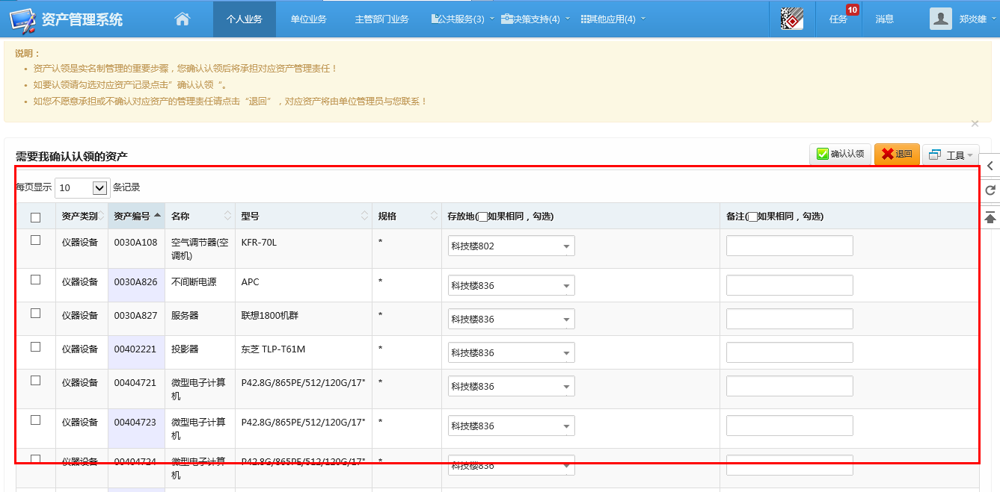 资产管理系统 个人业务 单位业务 主管部门业务 公共服务(3) 决策支持(4) 其他应用(4) 任务 10 消息 郑炎雄
说明：
• 资产认领是实名制管理的重要步骤，您确认认领后将承担对应资产管理责任！
• 如要认领请勾选对应资产记录点击”确认认领“。
• 如您不愿意承担或不确认对应资产的管理责任请点击“退回”，对应资产将由单位管理员与您联系！
×
需要我确认认领的资产 确认认领 退回 工具
每页显示 10 条记录
资产类别 资产编号 名称 型号 规格 存放地(如果相同，勾选) 备注(如果相同，勾选)
仪器设备 0030A108 空气调节器(空 KFR-70L * 科技楼802
调机)
仪器设备 0030A826 不间断电源 APC * 科技楼836
仪器设备 0030A827 服务器 联想1800机群 * 科技楼836
仪器设备 00402221 投影器 东芝 TLP-T61M * 科技楼836
仪器设备 00404721 微型电子计算 P42.8G/865PE/512/120G/17" * 科技楼836
机
仪器设备 00404723 微型电子计算 P42.8G/865PE/512/120G/17" * 科技楼836
机
仪器设备 00404724 微型电子计算 P42.8G/865PE/512/120G/17" * 科技楼836
机